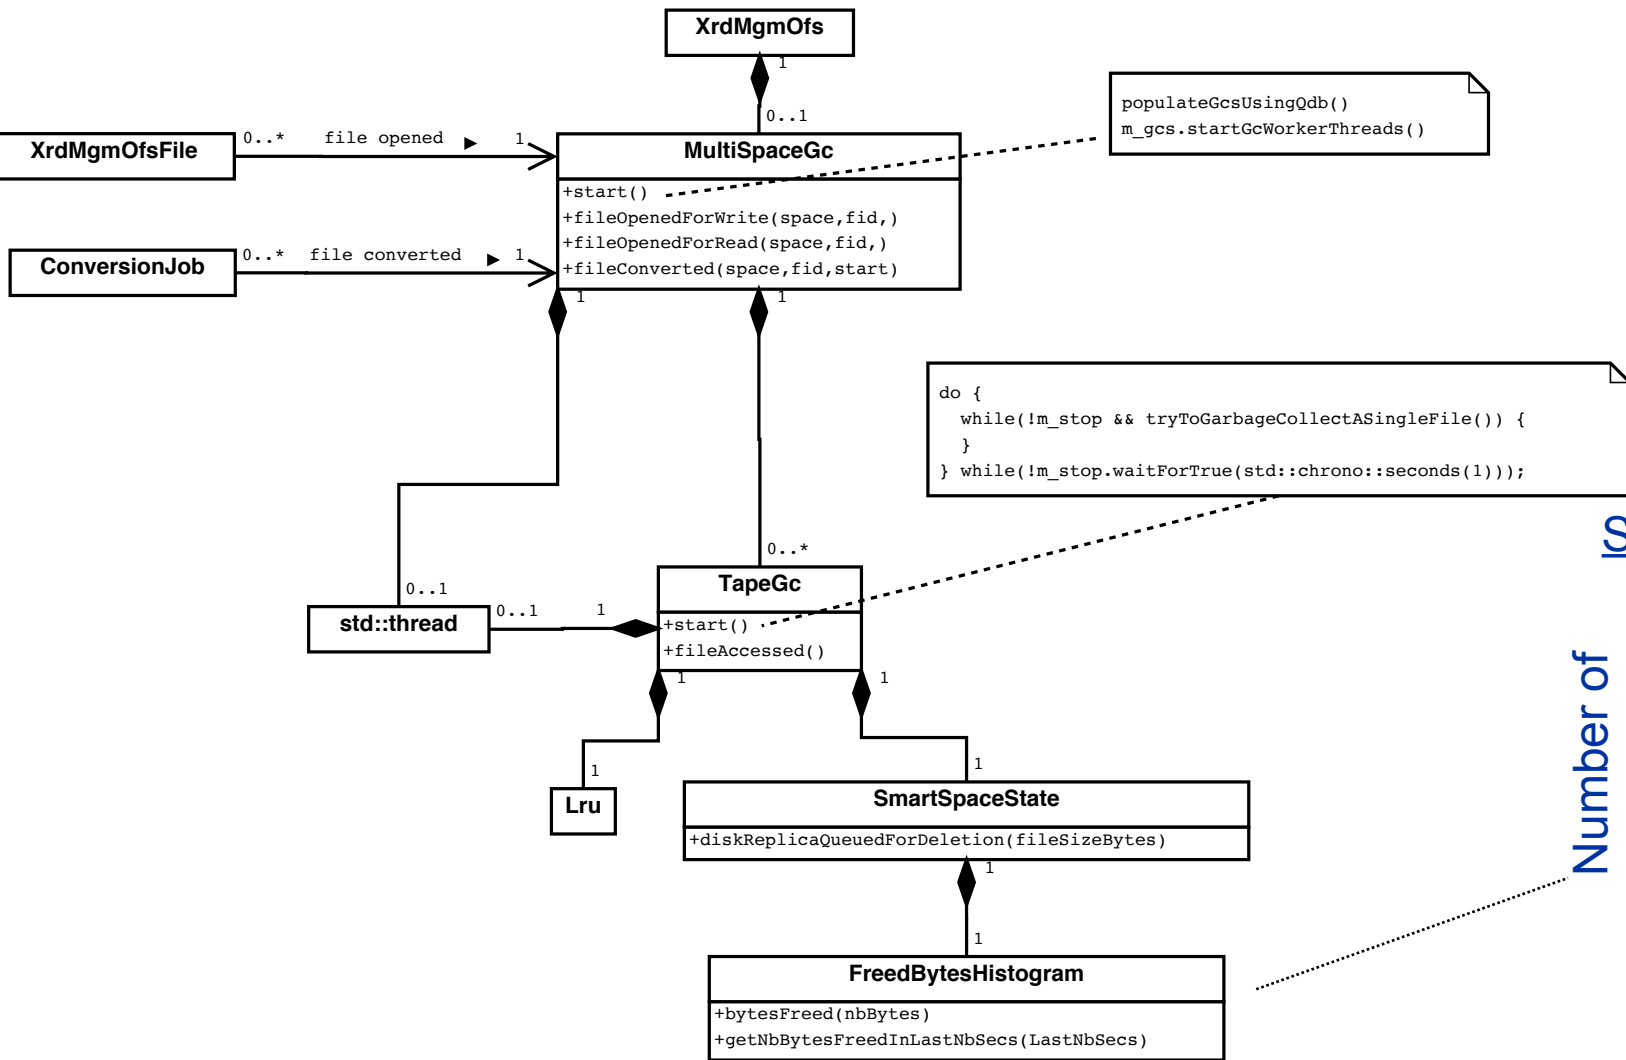 XrdMgmOfs
1
0..1
populateGcsUsingQdb()
m_gcs.startGcWorkerThreads()
XrdMgmOfsFile
0..* file opened ► 1
MultiSpaceGc
+start()
+fileOpenedForWrite(space,fid,)
+fileOpenedForRead(space,fid,)
+fileConverted(space,fid,start)
ConversionJob
0..* file converted ► 1
1
1
do {
while(!m_stop && tryToGarbageCollectASingleFile()) {
}
} while(!m_stop.waitForTrue(std::chrono::seconds(1)));
0..*
0..1
TapeGc
+start()
+fileAccessed()
std::thread
0..1 1
1
1
1
Lru
1
SmartSpaceState
+diskReplicaQueuedForDeletion(fileSizeBytes)
1
1
FreedBytesHistogram
+bytesFreed(nbBytes)
+getNbBytesFreedInLastNbSecs(LastNbSecs)
Number of